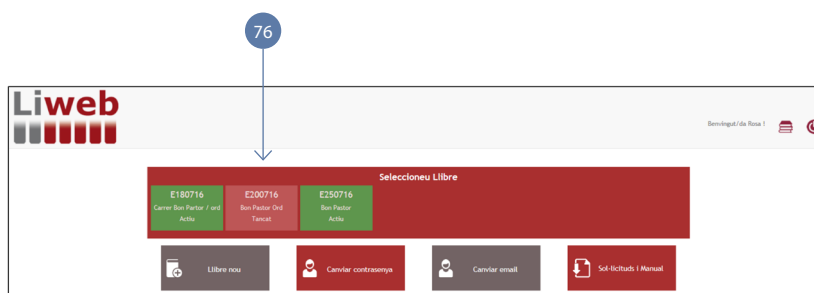 76
Liweb
Benvingut/da Rosa !
Seleccioneu Llibre
E180716
Carrer Bon Partor / ord
Actiu
E200716
Bon Pastor Ord
Tancat
E250716
Bon Pastor
Actiu
Llibre nou
Canviar contrasenya
Canviar email
Sol·licituds i Manual